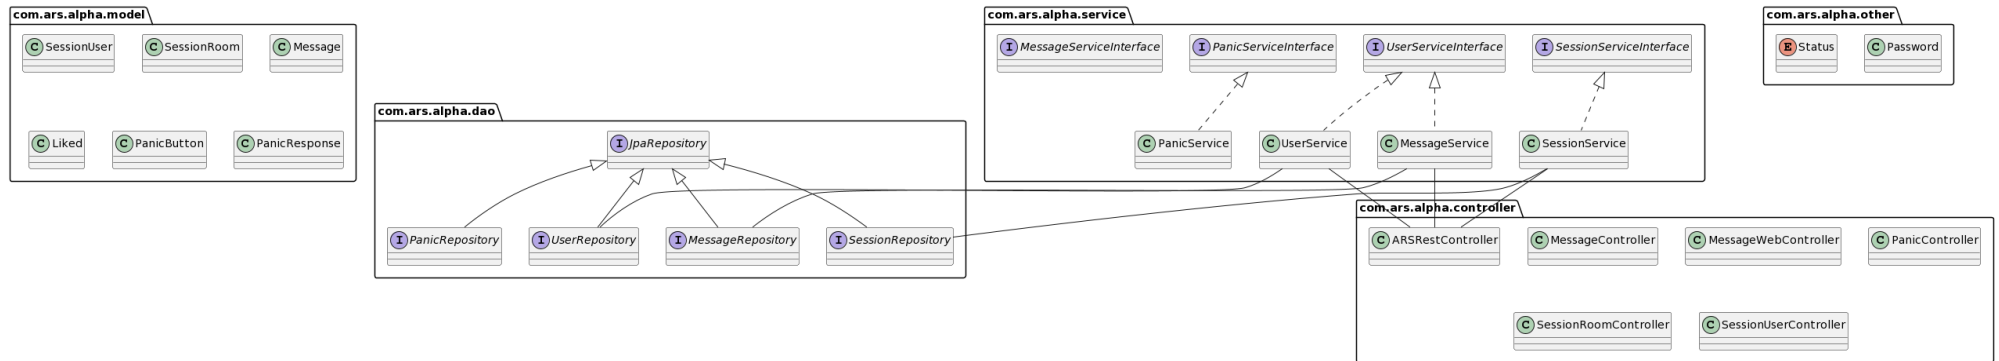 com.ars.alpha.model
C SessionUser
C SessionRoom
C Message
C Liked
C PanicButton
C PanicResponse
com.ars.alpha.dao
I JpaRepository
I PanicRepository
I UserRepository
I MessageRepository
I SessionRepository
com.ars.alpha.service
I MessageServiceInterface
I PanicServiceInterface
I UserServiceInterface
I SessionServiceInterface
C PanicService
C UserService
C MessageService
C SessionService
com.ars.alpha.controller
C ARSRestController
C MessageController
C MessageWebController
C PanicController
C SessionRoomController
C SessionUserController
com.ars.alpha.other
E Status
C Password